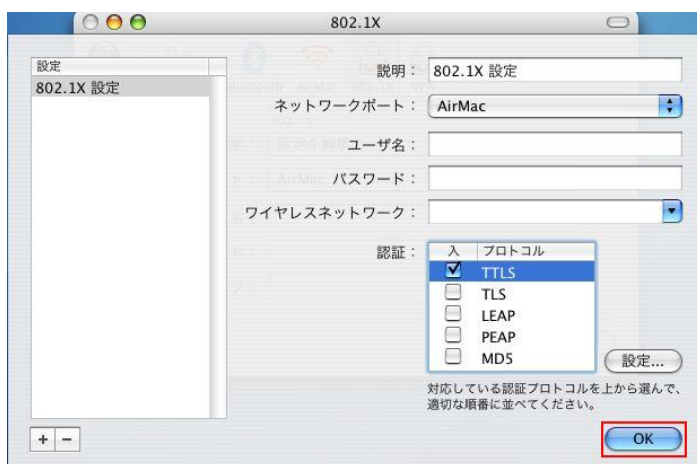 802.1X
設定
802.1X 設定
説明： 802.1X 設定
ネットワークポート： AirMac
ユーザ名：
パスワード：
ワイヤレスネットワーク：
認証：
入 プロトコル
TTLS
TLS
LEAP
PEAP
MD5
設定...
対応している認証プロトコルを上から選んで、
適切な順番に並べてください。
+ −
OK